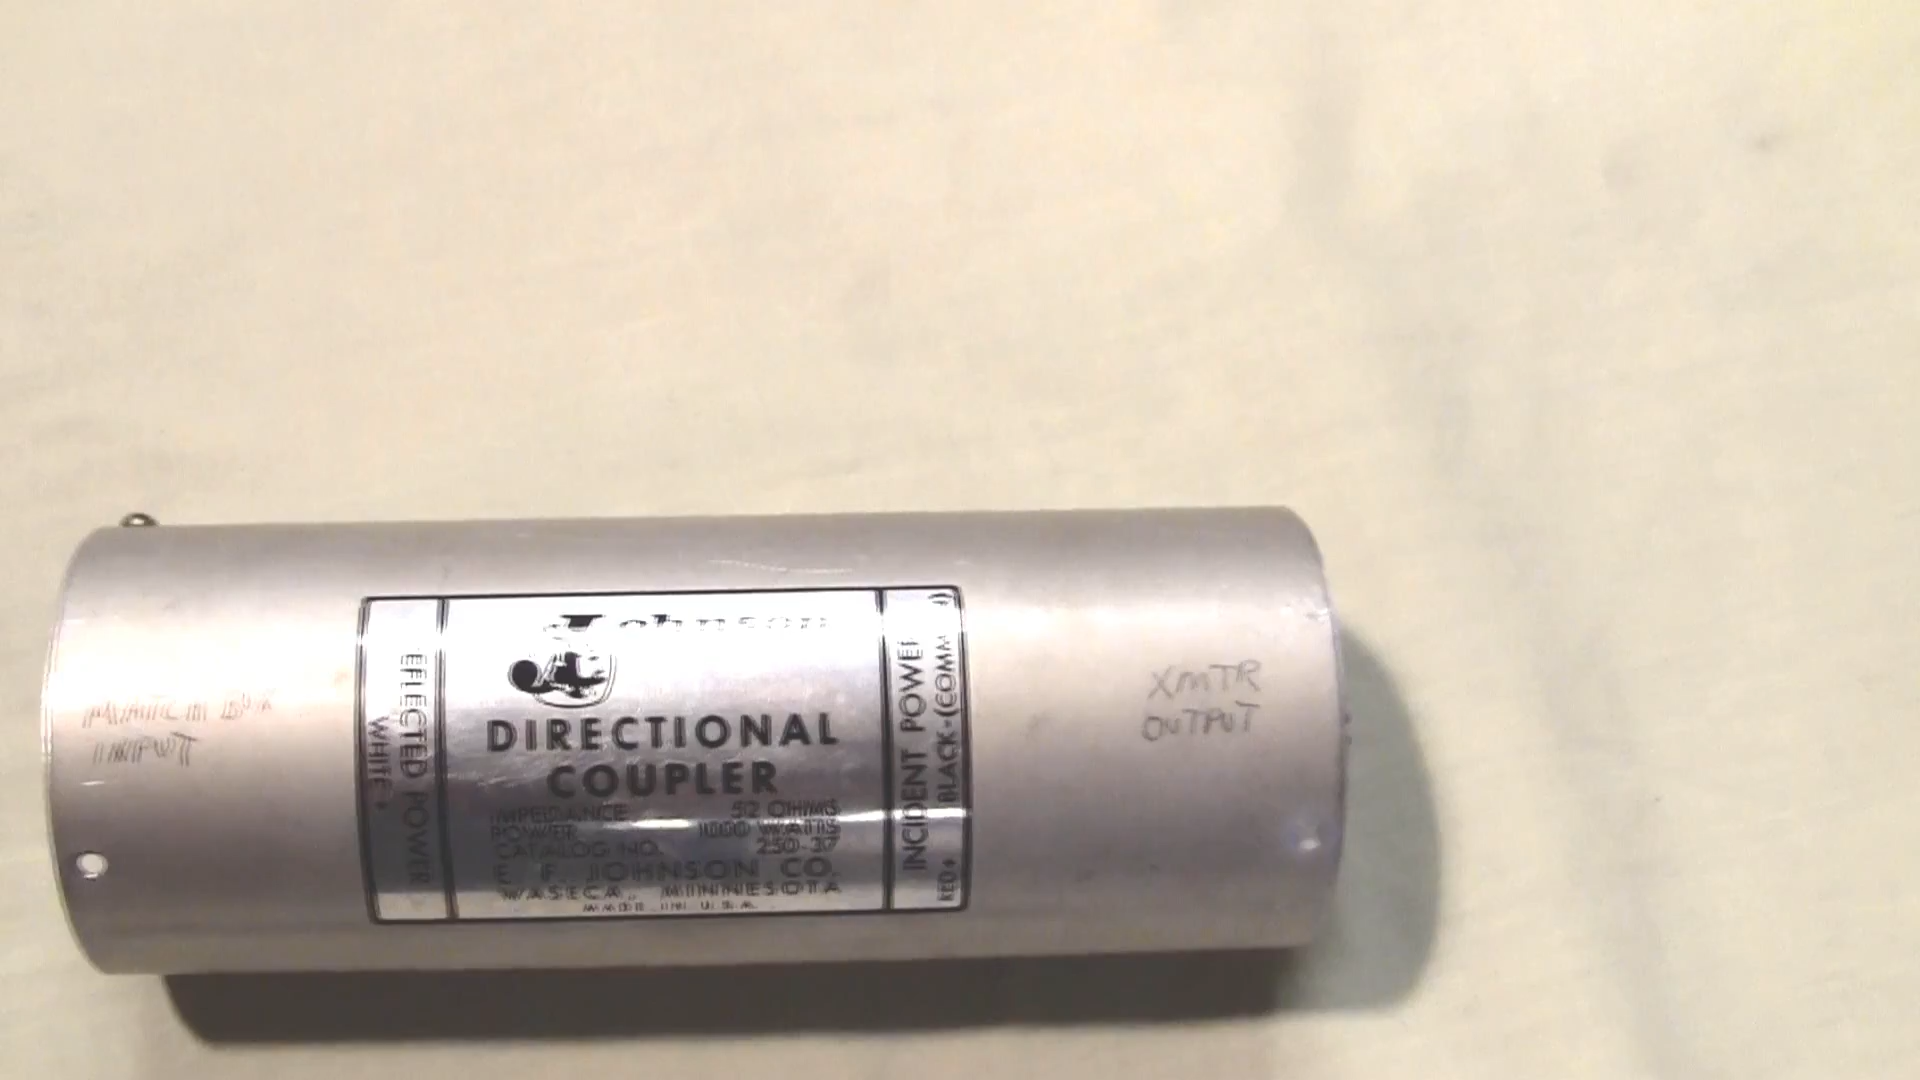 Johnson
DIRECTIONAL
COUPLER
IMPEDANCE 52 OHMS
POWER 1000 WATTS
CATALOG NO. 250-37
E. F. JOHNSON CO.
WASECA, MINNESOTA
MADE IN U.S.A.
EFLECTED POWER
WHITE +
INCIDENT POWER
RED + BLACK-(COMM
XMTR
OUTPUT
INPUT